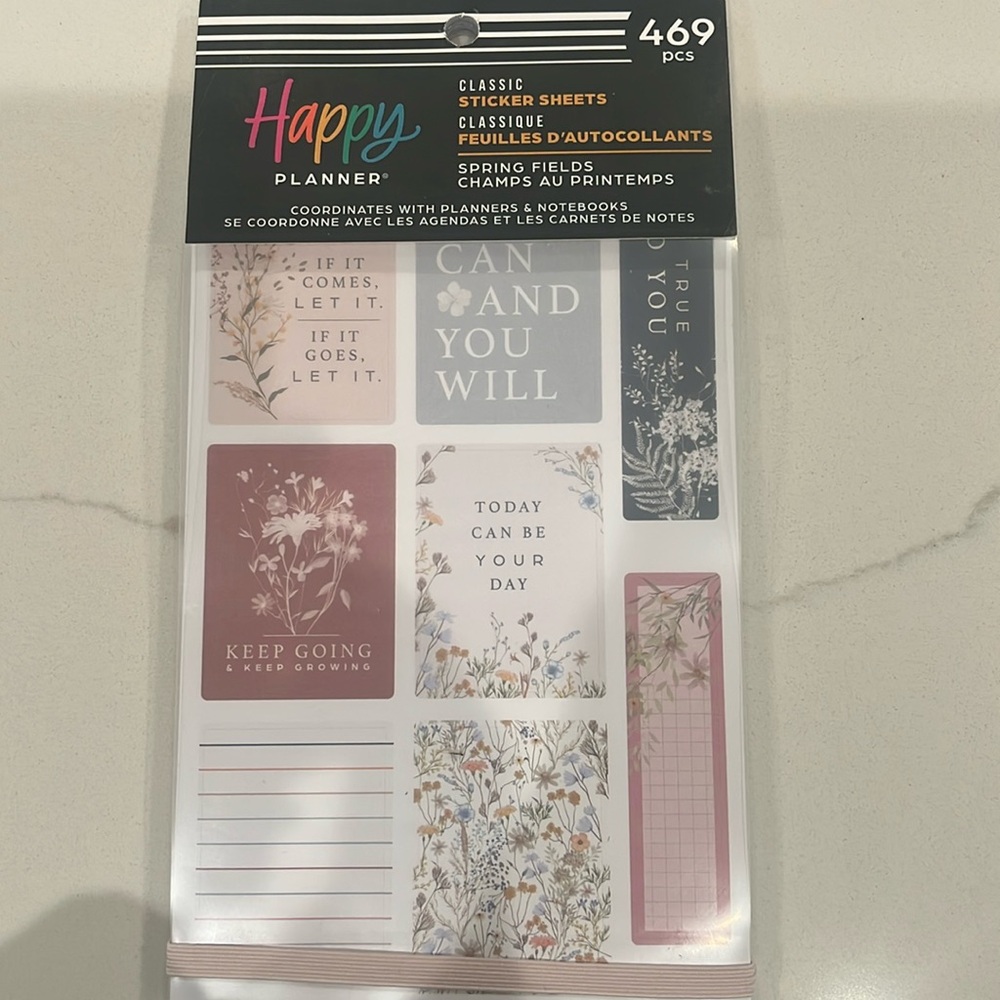 469
pcs
Happy
PLANNER®
CLASSIC
STICKER SHEETS
CLASSIQUE
FEUILLES D'AUTOCOLLANTS
SPRING FIELDS
CHAMPS AU PRINTEMPS
COORDINATES WITH PLANNERS & NOTEBOOKS
SE COORDONNE AVEC LES AGENDAS ET LES CARNETS DE NOTES
IF IT
COMES,
LET IT.
IF IT
GOES,
LET IT.
CAN
AND
YOU
WILL
TRUE
YOU
KEEP GOING
& KEEP GROWING
TODAY
CAN BE
YOUR
DAY